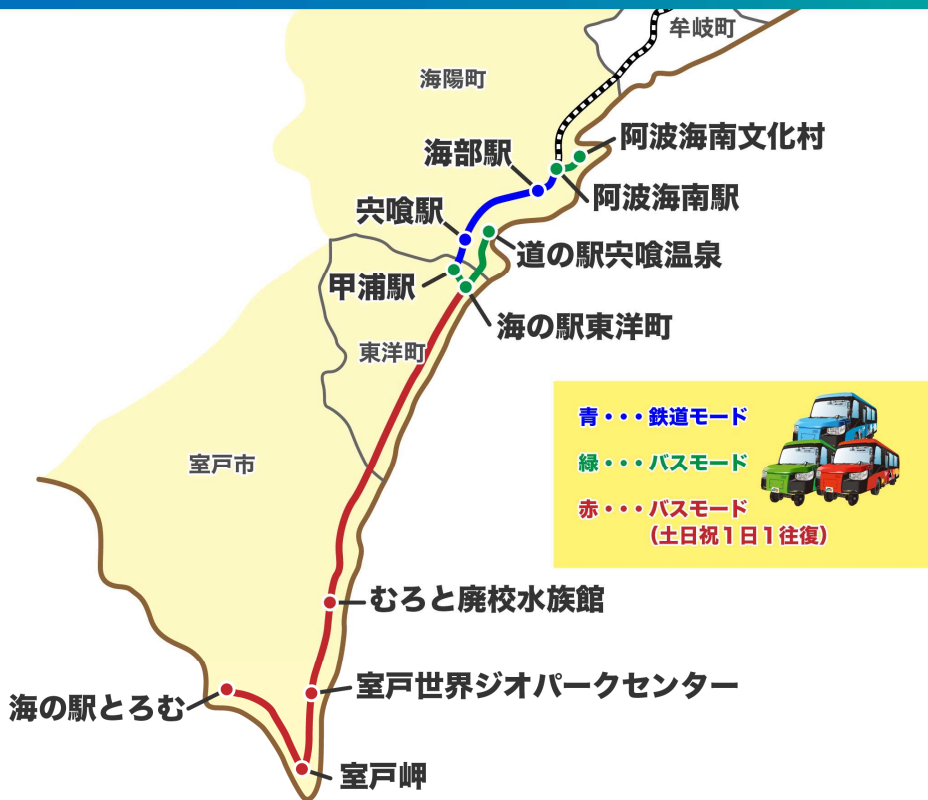 牟岐町
海陽町
阿波海南文化村
海部駅
阿波海南駅
宍喰駅
道の駅宍喰温泉
甲浦駅
海の駅東洋町
東洋町
青・・・鉄道モード
緑・・・バスモード
赤・・・バスモード
(土日祝1日1往復)
室戸市
むろと廃校水族館
室戸世界ジオパークセンター
海の駅とろむ
室戸岬